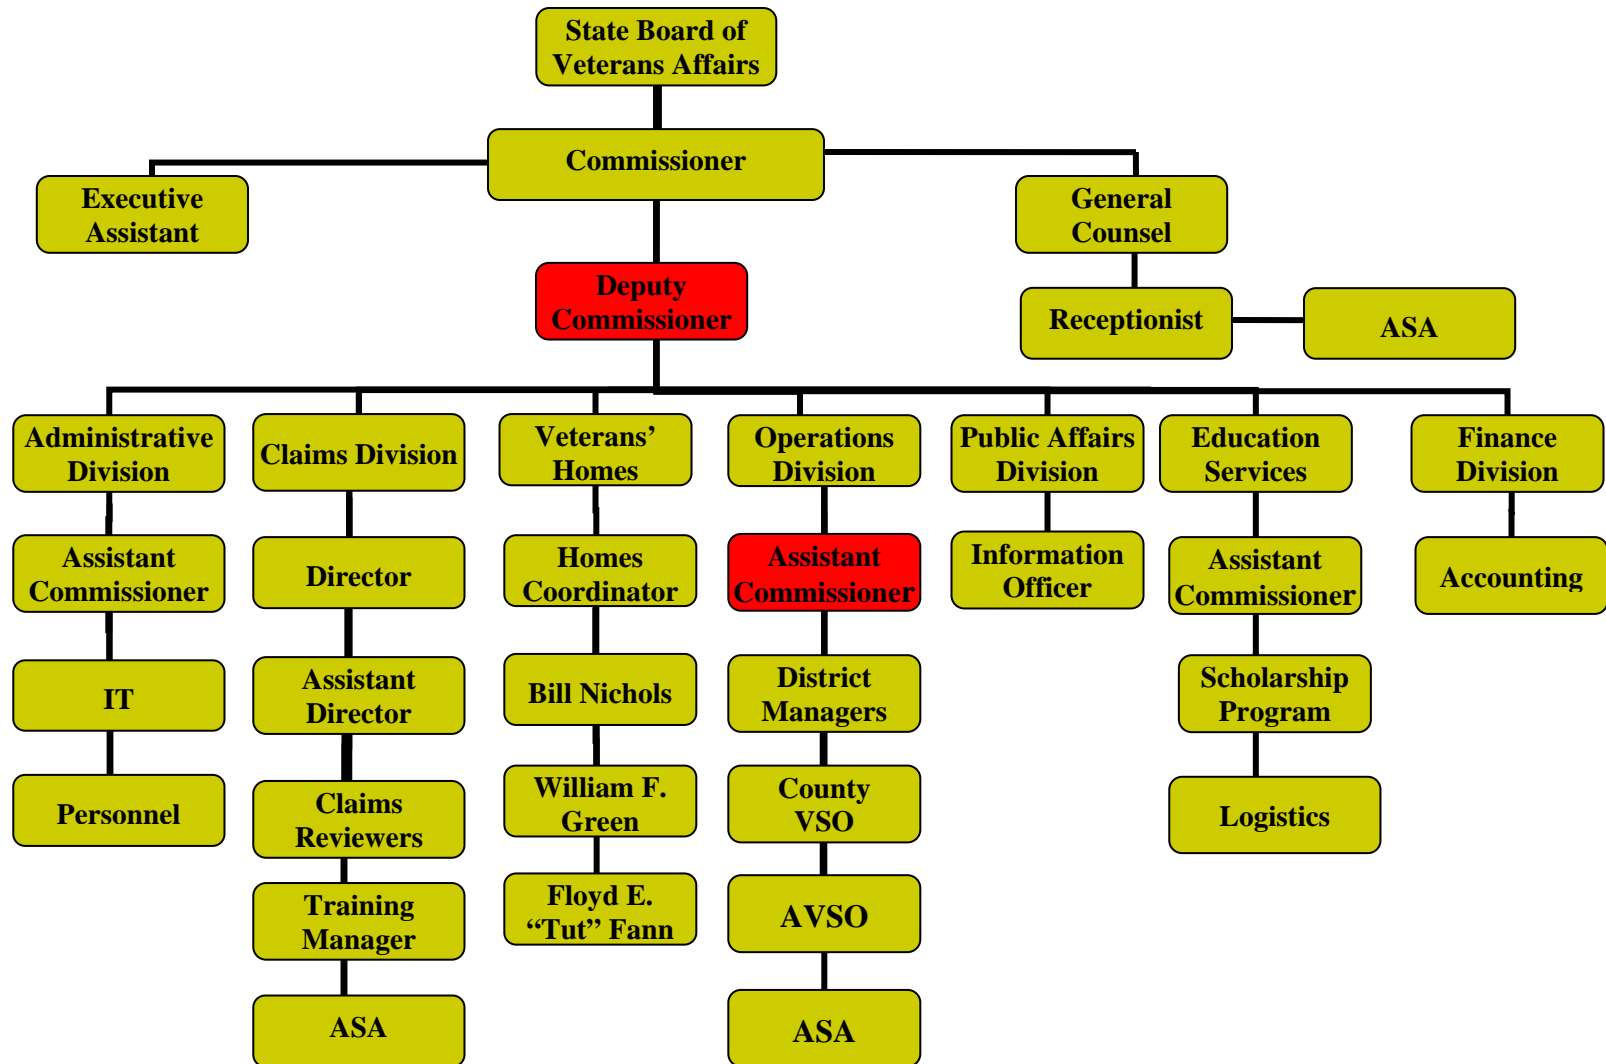 State Board of
Veterans Affairs
Commissioner
Executive
Assistant
General
Counsel
Deputy
Commissioner
Receptionist
ASA
Administrative
Division
Claims Division
Veterans’
Homes
Operations
Division
Public Affairs
Division
Education
Services
Finance
Division
Assistant
Commissioner
Director
Homes
Coordinator
Assistant
Commissioner
Information
Officer
Assistant
Commissioner
Accounting
IT
Assistant
Director
Bill Nichols
District
Managers
Scholarship
Program
Personnel
Claims
Reviewers
William F.
Green
County
VSO
Logistics
Training
Manager
Floyd E.
“Tut” Fann
AVSO
ASA
ASA